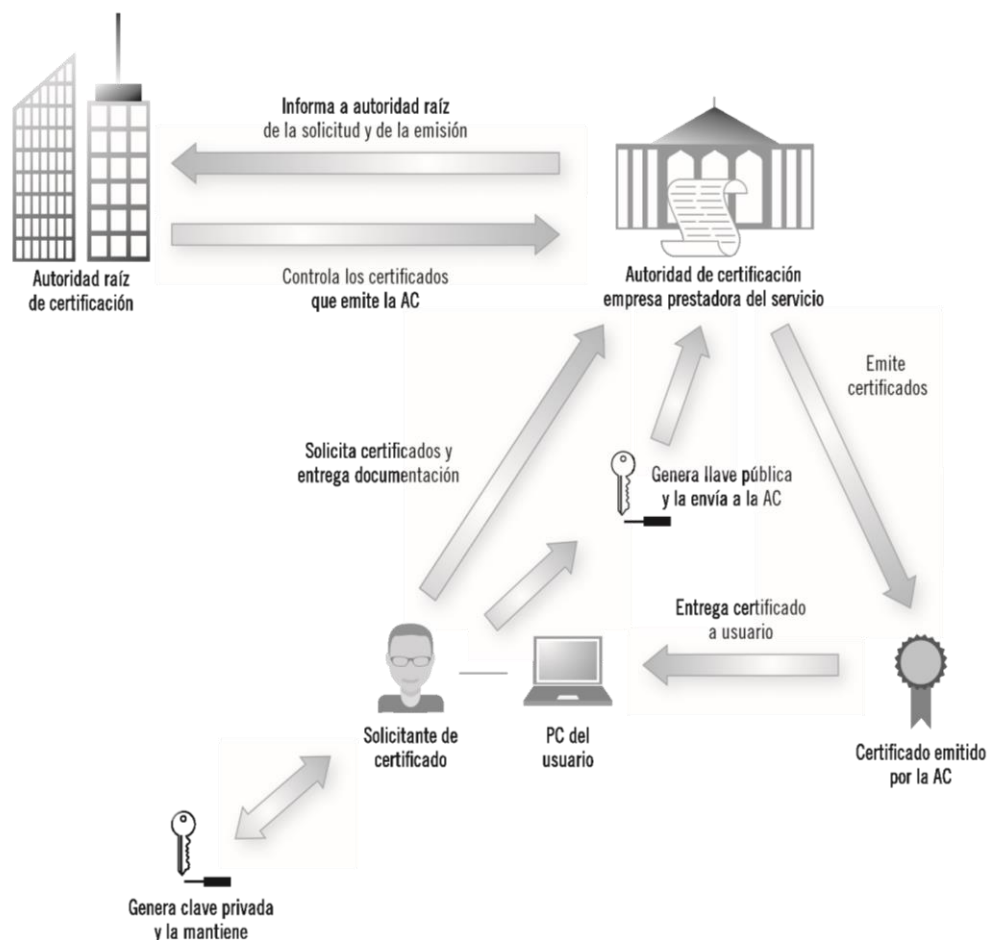 Informa a autoridad raíz
de la solicitud y de la emisión
Autoridad raíz
de certificación
Controla los certificados
que emite la AC
Autoridad de certificación
empresa prestadora del servicio
Emite
certificados
Solicita certificados y
entrega documentación
Genera llave pública
y la envía a la AC
Entrega certificado
a usuario
Solicitante de
certificado
PC del
usuario
Certificado emitido
por la AC
Genera clave privada
y la mantiene